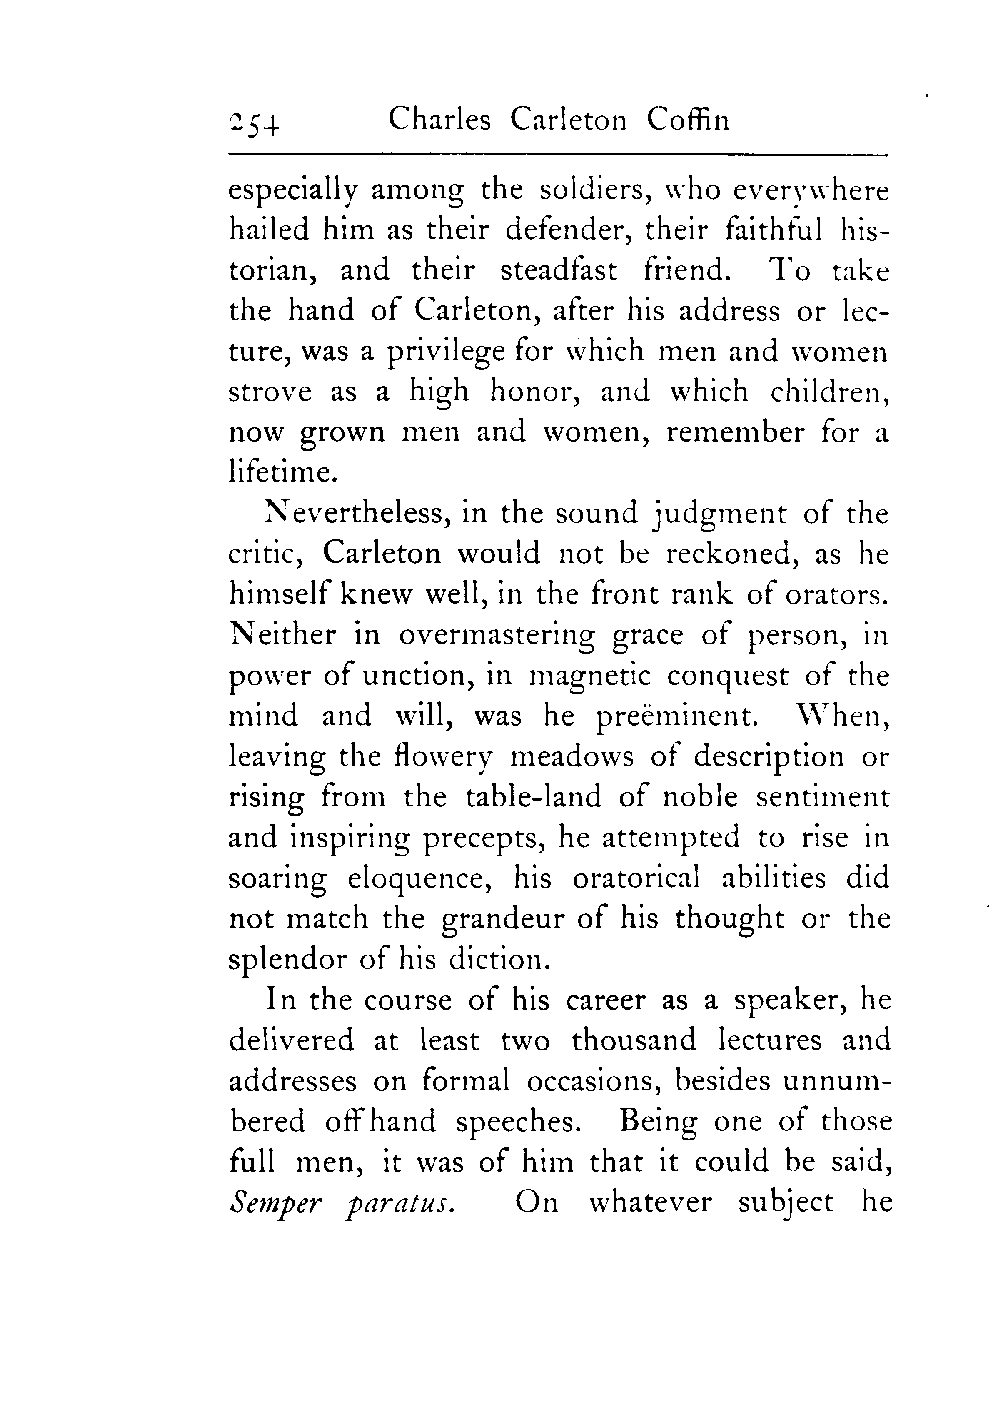 254 Charles Carleton Coffin
especially among the soldiers, who everywhere
hailed him as their defender, their faithful his-
torian, and their steadfast friend. To take
the hand of Carleton, after his address or lec-
ture, was a privilege for which men and women
strove as a high honor, and which children,
now grown men and women, remember for a
lifetime.
Nevertheless, in the sound judgment of the
critic, Carleton would not be reckoned, as he
himself knew well, in the front rank of orators.
Neither in overmastering grace of person, in
power of unction, in magnetic conquest of the
mind and will, was he preëminent. When,
leaving the flowery meadows of description or
rising from the table-land of noble sentiment
and inspiring precepts, he attempted to rise in
soaring eloquence, his oratorical abilities did
not match the grandeur of his thought or the
splendor of his diction.
In the course of his career as a speaker, he
delivered at least two thousand lectures and
addresses on formal occasions, besides unnum-
bered offhand speeches. Being one of those
full men, it was of him that it could be said,
Semper paratus. On whatever subject he